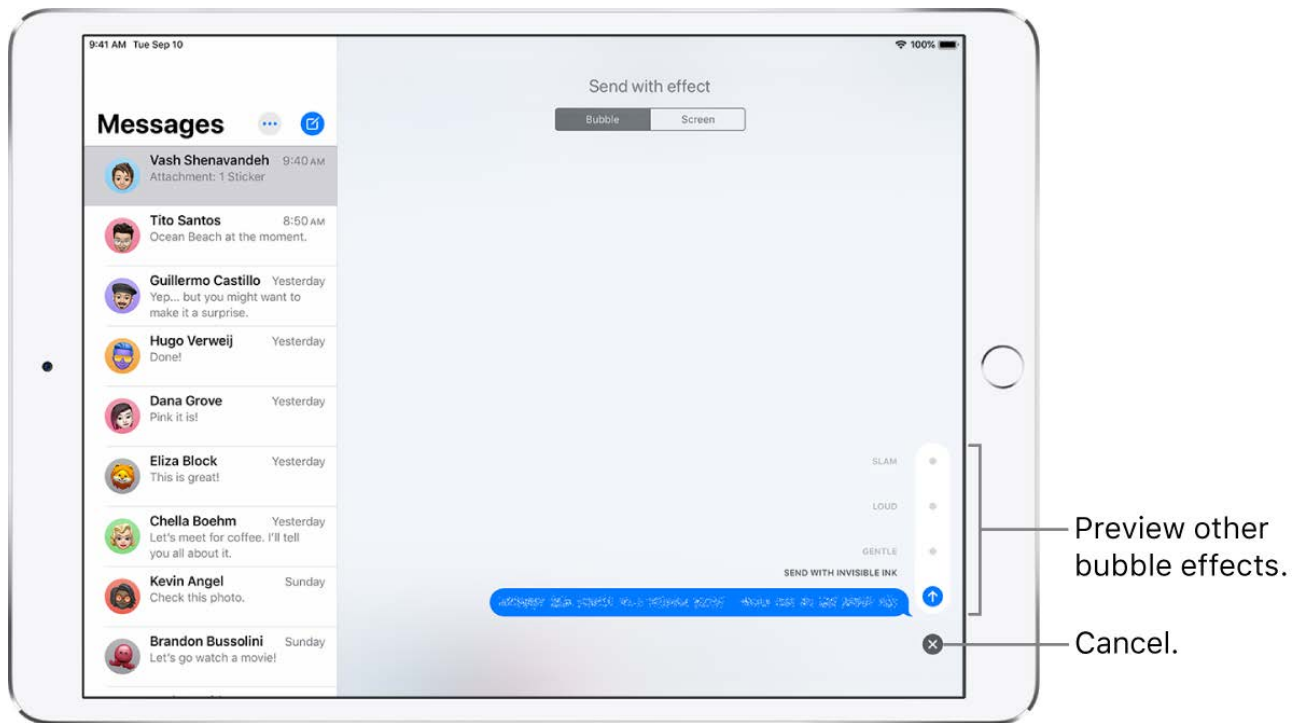 9:41 AM Tue Sep 10
100%
Messages
Vash Shenavandeh 9:40 AM
Attachment: 1 Sticker
Tito Santos 8:50 AM
Ocean Beach at the moment.
Guillermo Castillo Yesterday
Yep... but you might want to
make it a surprise.
Hugo Verweij Yesterday
Done!
Dana Grove Yesterday
Pink it is!
Eliza Block Yesterday
This is great!
Chella Boehm Yesterday
Let's meet for coffee. I'll tell
you all about it.
Kevin Angel Sunday
Check this photo.
Brandon Bussolini Sunday
Let's go watch a movie!
Send with effect
Bubble Screen
SLAM
LOUD
GENTLE
SEND WITH INVISIBLE INK
Preview other
bubble effects.
Cancel.